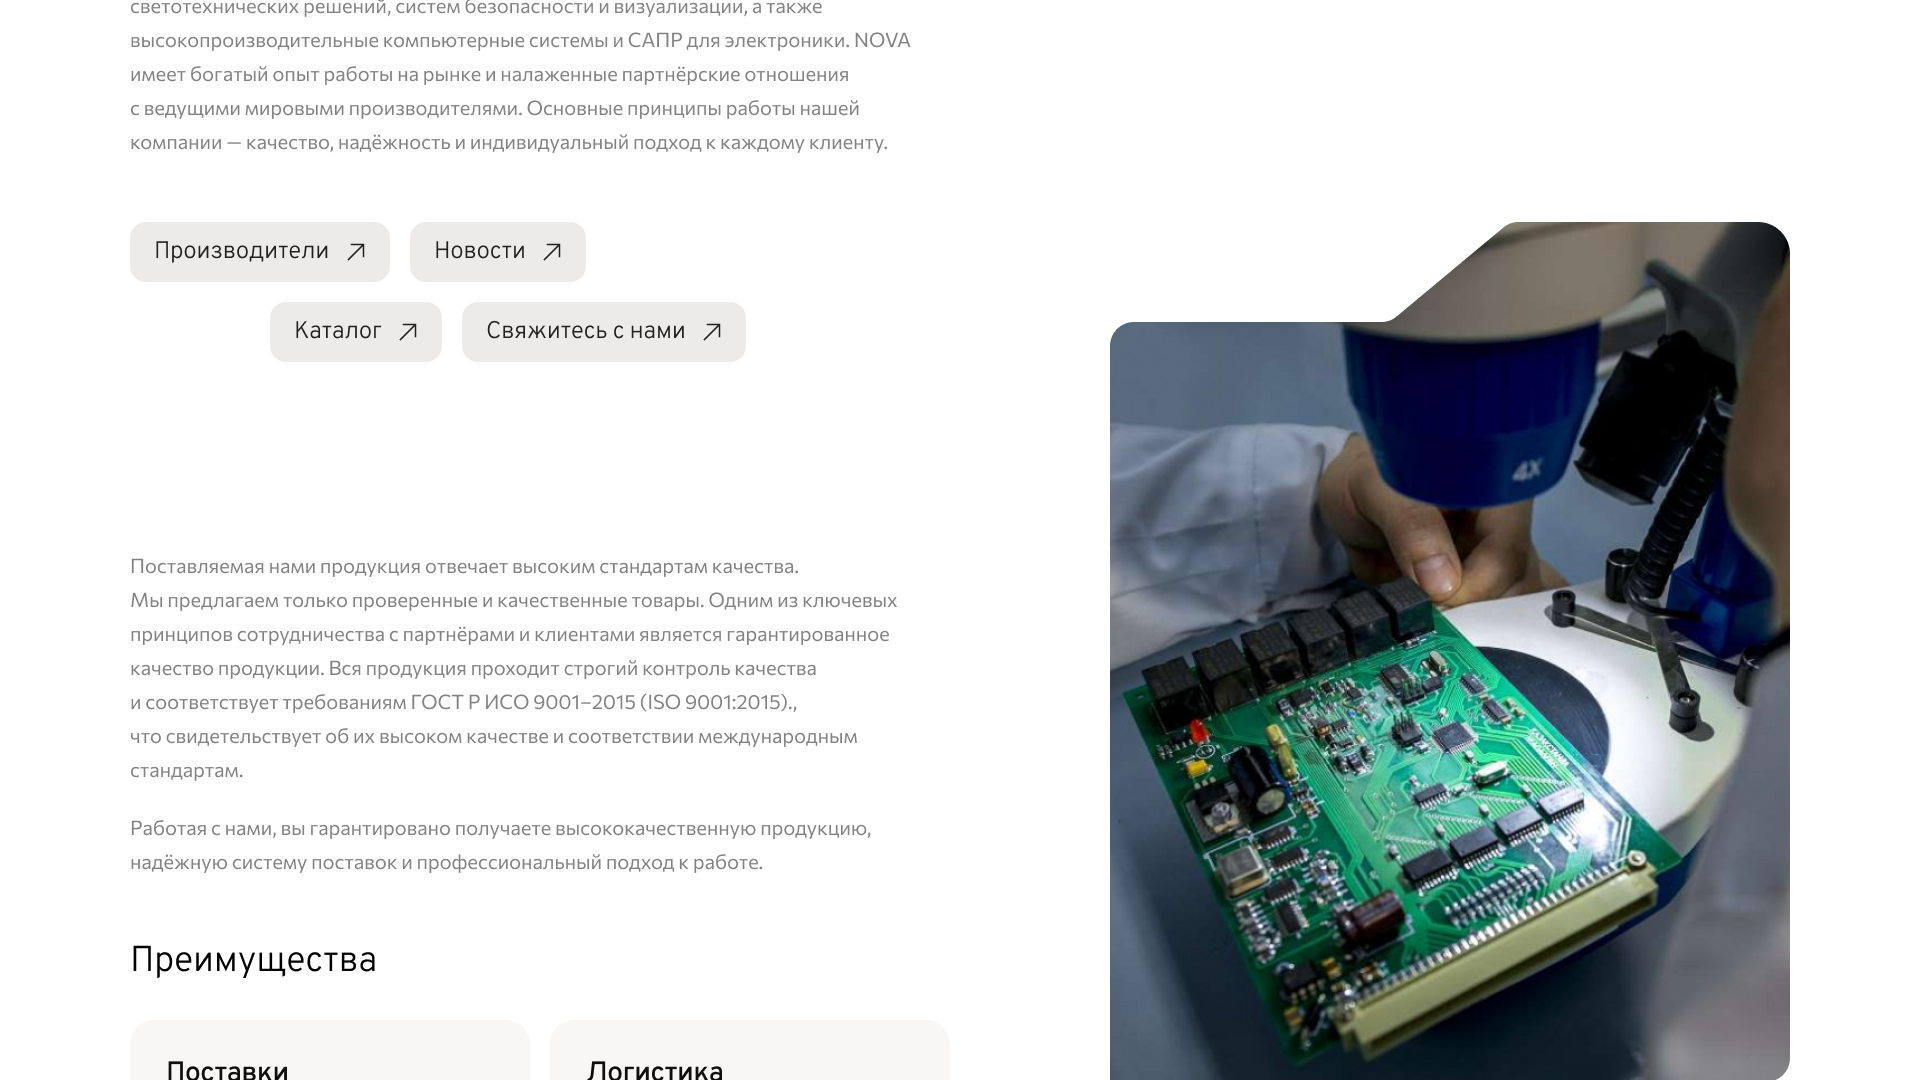 светотехнических решений, систем безопасности и визуализации, а также
высокопроизводительные компьютерные системы и САПР для электроники. NOVA
имеет богатый опыт работы на рынке и налаженные партнёрские отношения
с ведущими мировыми производителями. Основные принципы работы нашей
компании — качество, надёжность и индивидуальный подход к каждому клиенту.
Производители
Новости
Каталог
Свяжитесь с нами
Поставляемая нами продукция отвечает высоким стандартам качества.
Мы предлагаем только проверенные и качественные товары. Одним из ключевых
принципов сотрудничества с партнёрами и клиентами является гарантированное
качество продукции. Вся продукция проходит строгий контроль качества
и соответствует требованиям ГОСТ Р ИСО 9001–2015 (ISO 9001:2015).,
что свидетельствует об их высоком качестве и соответствии международным
стандартам.
Работая с нами, вы гарантировано получаете высококачественную продукцию,
надёжную систему поставок и профессиональный подход к работе.
Преимущества
Поставки
Логистика
4X